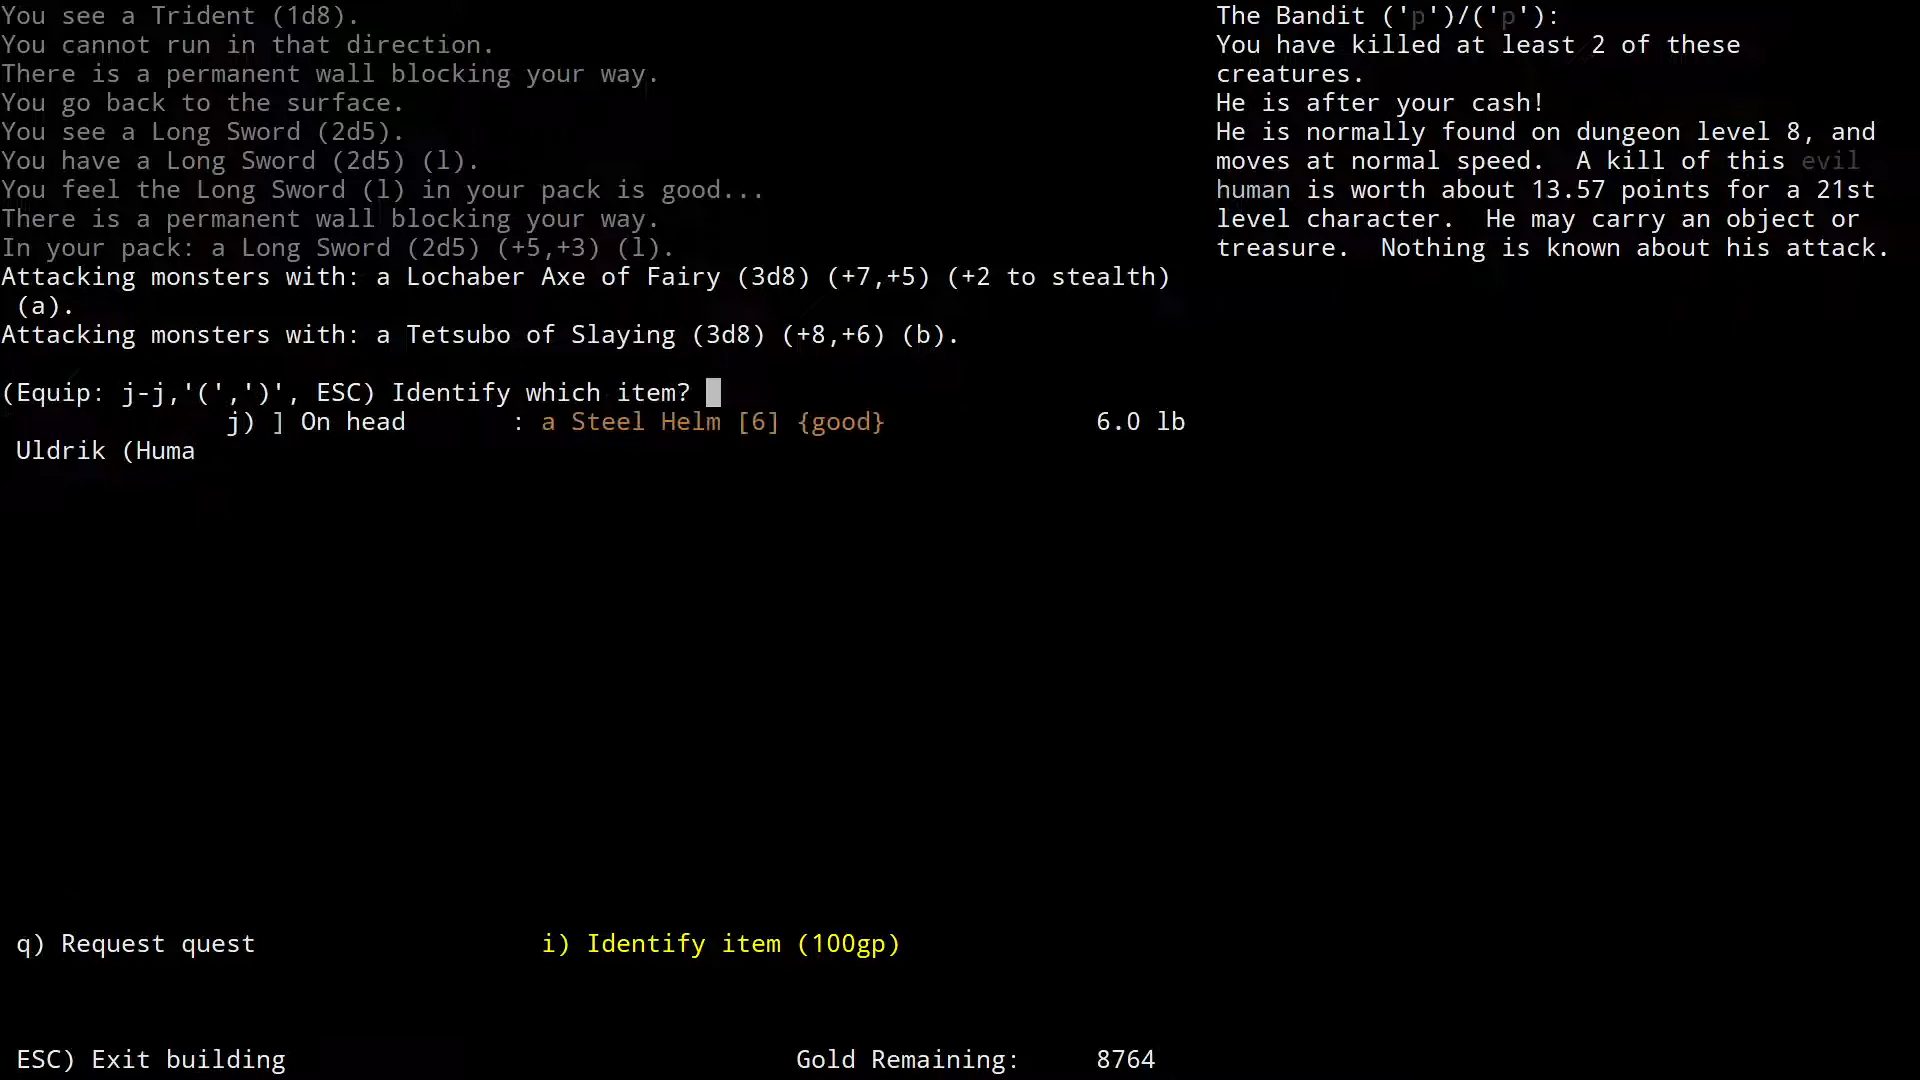 You see a Trident (1d8).
You cannot run in that direction.
There is a permanent wall blocking your way.
You go back to the surface.
You see a Long Sword (2d5).
You have a Long Sword (2d5) (l).
You feel the Long Sword (l) in your pack is good...
There is a permanent wall blocking your way.
In your pack: a Long Sword (2d5) (+5,+3) (l).
Attacking monsters with: a Lochaber Axe of Fairy (3d8) (+7,+5) (+2 to stealth)
(a).
Attacking monsters with: a Tetsubo of Slaying (3d8) (+8,+6) (b).
(Equip: j-j,'(',')', ESC) Identify which item?
j) ] On head : a Steel Helm [6] {good} 6.0 lb
Uldrik (Huma
q) Request quest i) Identify item (100gp)
ESC) Exit building Gold Remaining: 8764
The Bandit ('p')/('p'):
You have killed at least 2 of these
creatures.
He is after your cash!
He is normally found on dungeon level 8, and
moves at normal speed. A kill of this evil
human is worth about 13.57 points for a 21st
level character. He may carry an object or
treasure. Nothing is known about his attack.